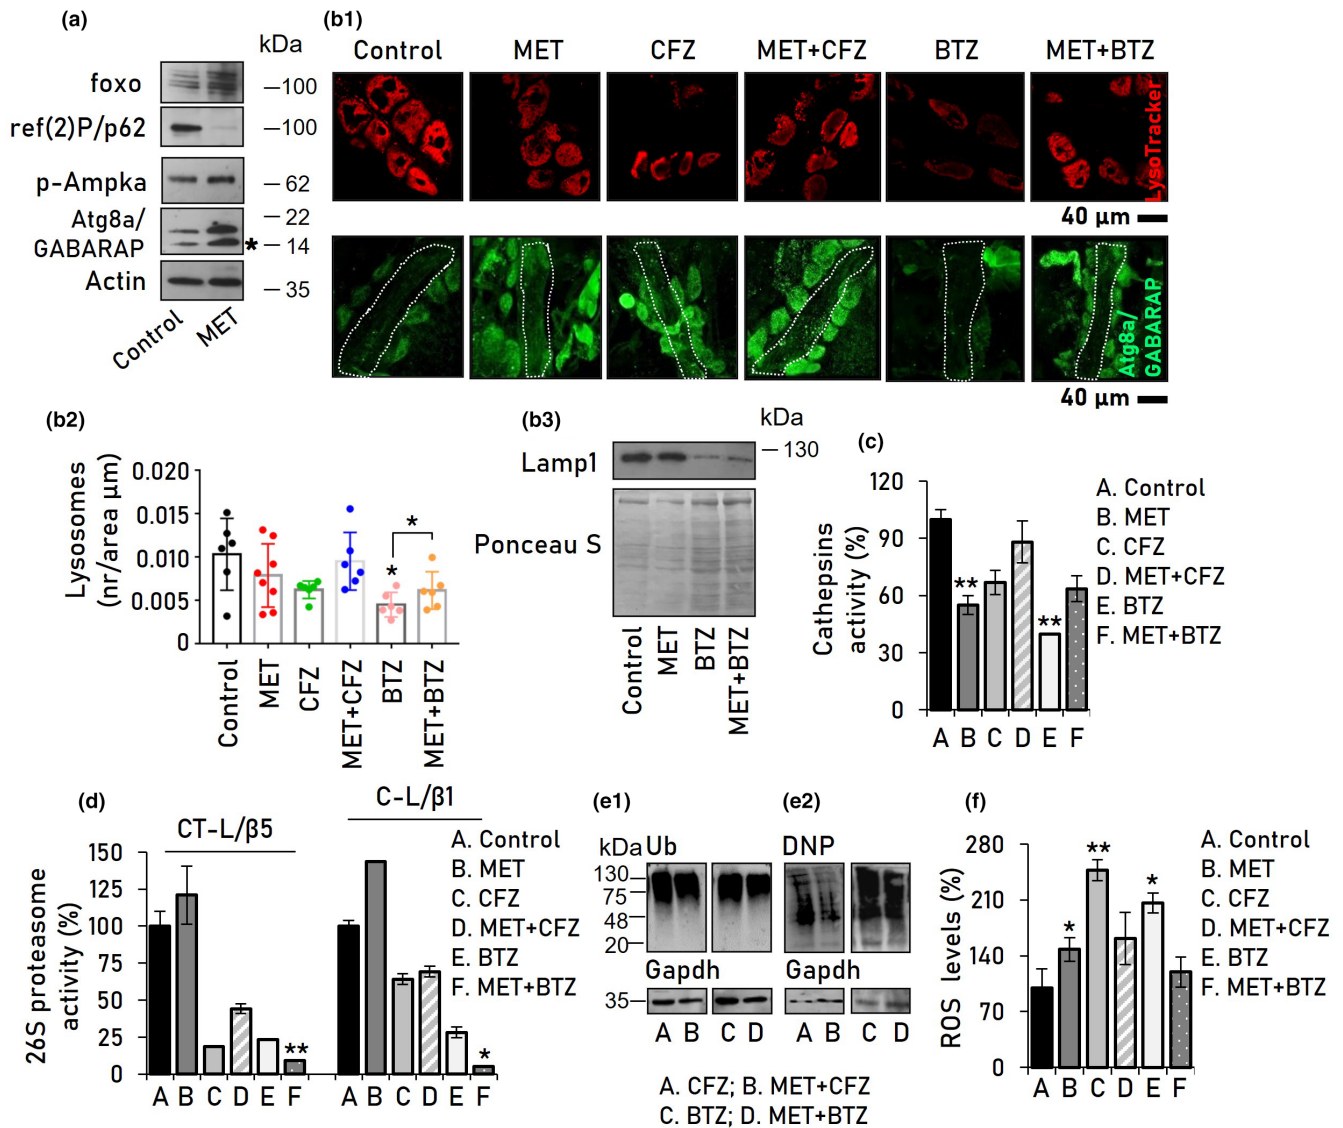 (a)
kDa
foxo
100
ref(2)P/p62
100
p-Ampka
62
Atg8a/
GABARAP
22
* 14
Actin
35
Control MET
(b1)
Control MET CFZ MET+CFZ BTZ MET+BTZ
LysoTracker
40 µm
Atg8a/
GABARAP
40 µm
(b2)
Lysosomes
(nr/area µm)
0.020
0.015
0.010
0.005
0
* *
Control MET CFZ MET+CFZ BTZ MET+BTZ
(b3)
kDa
130
Lamp1
Ponceau S
Control MET BTZ MET+BTZ
(c)
Cathepsins
activity (%)
120
90
60
30
0
** **
A B C D E F
A. Control
B. MET
C. CFZ
D. MET+CFZ
E. BTZ
F. MET+BTZ
(d)
CT-L/β5
C-L/β1
26S proteasome
activity (%)
150
125
100
75
50
25
0
** *
A B C D E F A B C D E F
A. Control
B. MET
C. CFZ
D. MET+CFZ
E. BTZ
F. MET+BTZ
(e1)
kDa Ub
130
75
48
20
Gapdh
35
A B C D
(e2)
DNP
Gapdh
A B C D
A. CFZ; B. MET+CFZ
C. BTZ; D. MET+BTZ
(f)
ROS levels (%)
280
210
140
70
0
* ** *
A B C D E F
A. Control
B. MET
C. CFZ
D. MET+CFZ
E. BTZ
F. MET+BTZ